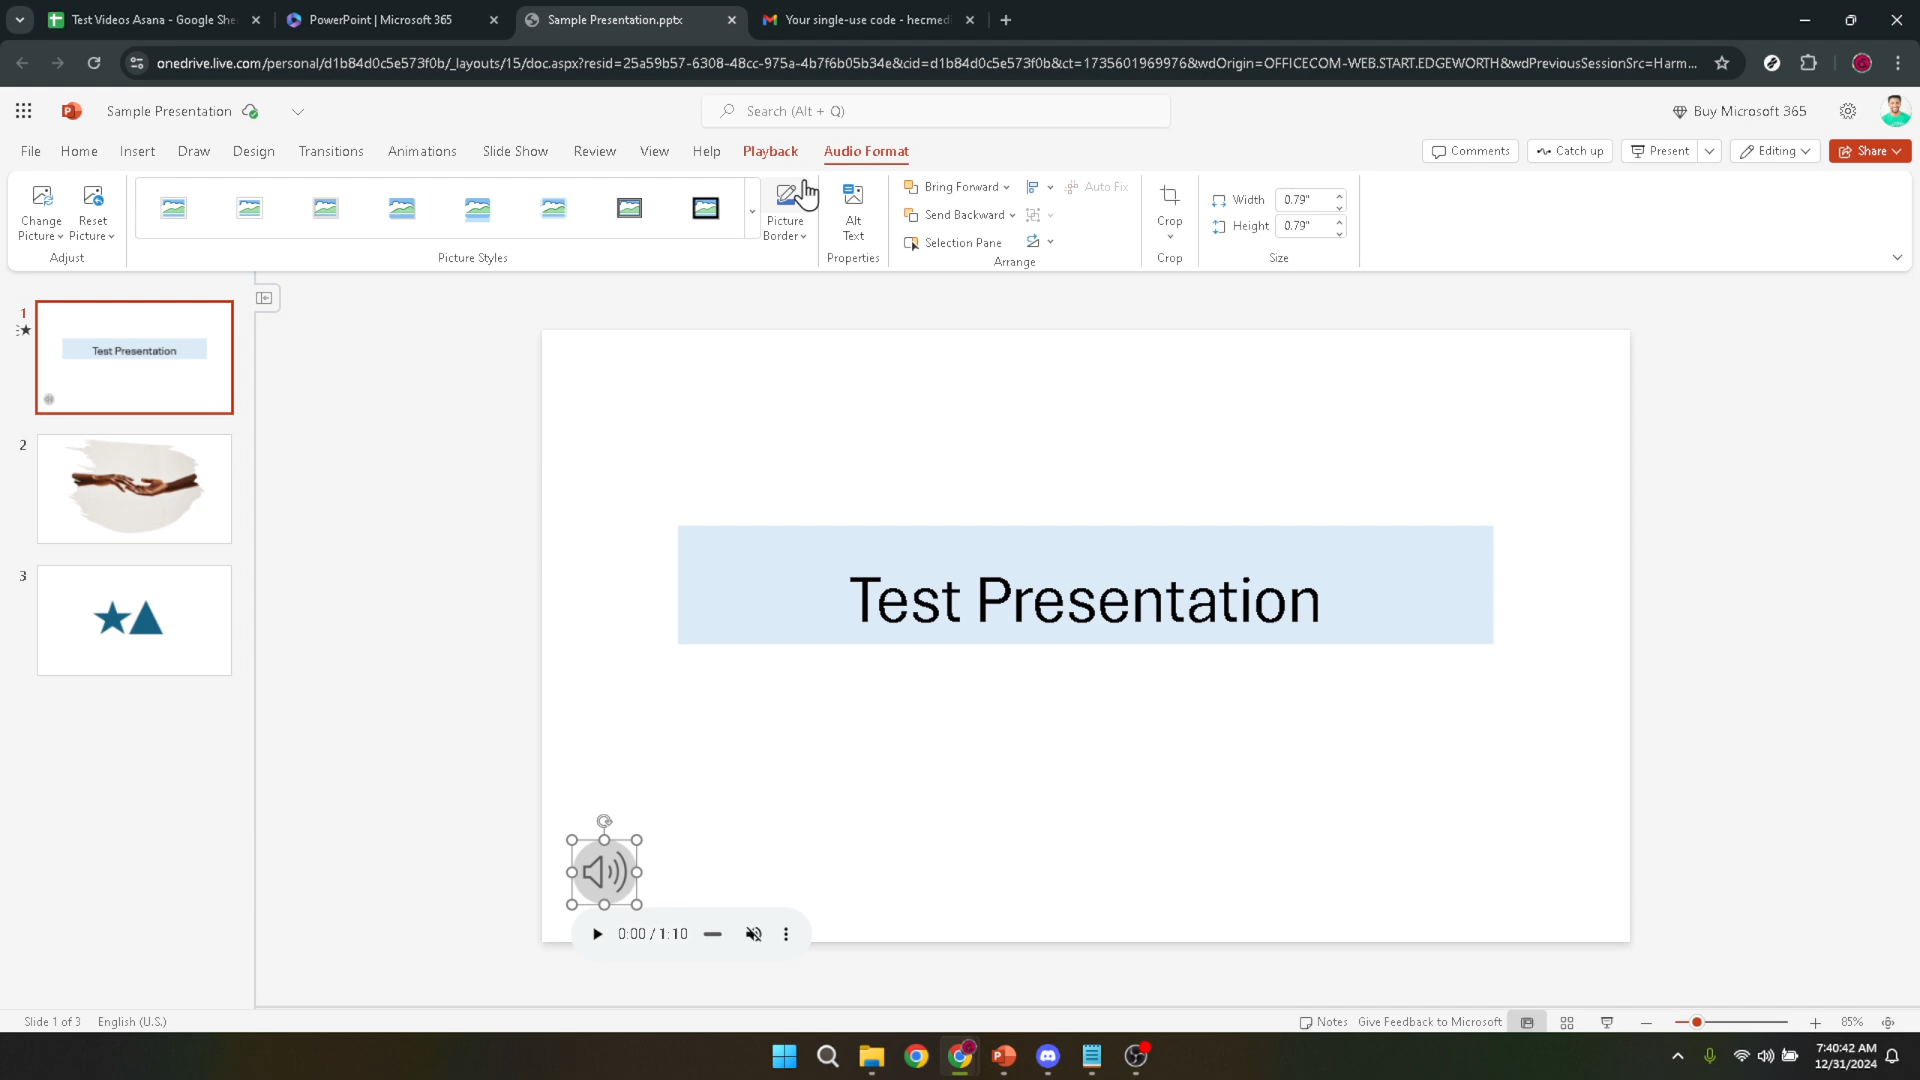 Test Videos Asana - Google She
PowerPoint | Microsoft 365
Sample Presentation.pptx
Your single-use code - hecmed
onedrive.live.com/personal/d1b84d0c5e573f0b/_layouts/15/doc.aspx?resid=25a59b57-6308-48cc-975a-4b7f6b05b34e&cid=d1b84d0c5e573f0b&ct=1735601969976&wdOrigin=OFFICECOM-WEB.START.EDGEWORTH&wdPreviousSessionSrc=Harm...
Sample Presentation
Search (Alt + Q)
Buy Microsoft 365
File Home Insert Draw Design Transitions Animations Slide Show Review View Help Playback Audio Format
Comments Catch up Present Editing Share
Change Picture
Reset Picture
Adjust
Picture Styles
Picture Border
Alt Text
Properties
Bring Forward
Send Backward
Selection Pane
Auto Fix
Arrange
Crop
Crop
Width 0.79"
Height 0.79"
Size
1
Test Presentation
2
3
Test Presentation
0:00 / 1:10
Slide 1 of 3 English (U.S.)
Notes Give Feedback to Microsoft 85%
7:40:42 AM
12/31/2024